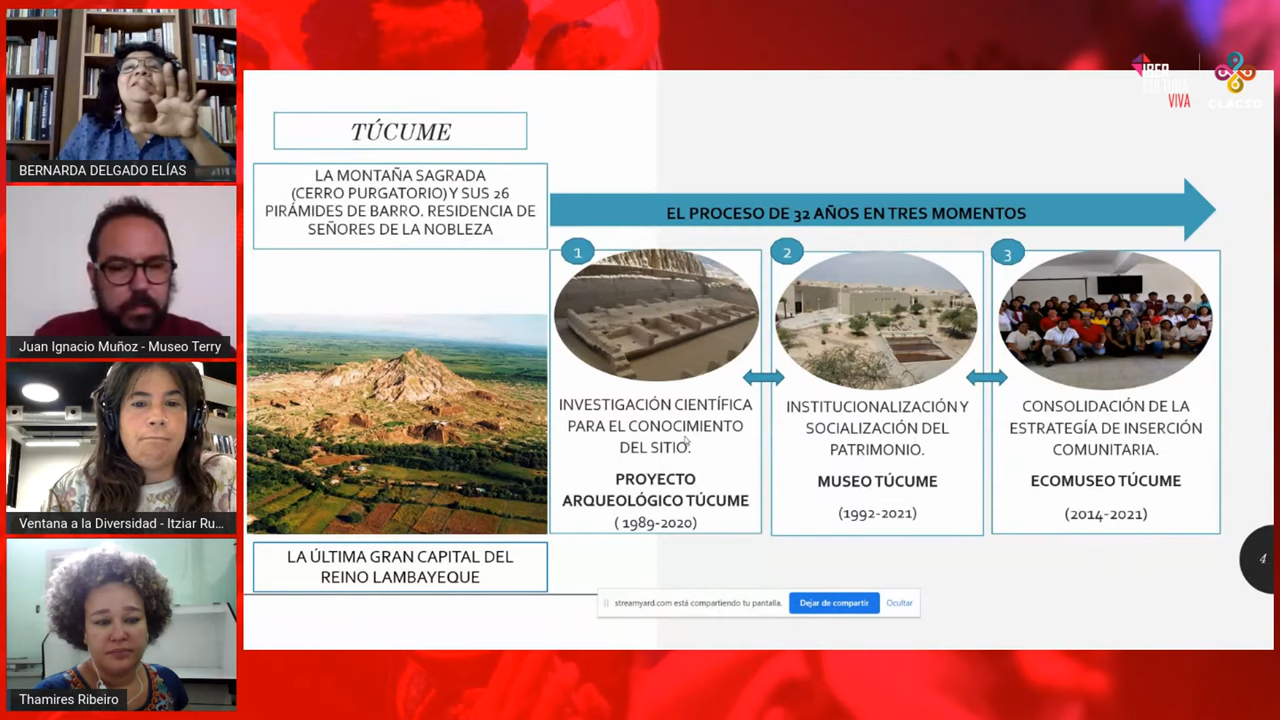 BERNARDA DELGADO ELÍAS
Juan Ignacio Muñoz - Museo Terry
Ventana a la Diversidad - Itziar Ru...
Thamires Ribeiro
IBER
CULTURA
VIVA
CLACSO
TÚCUME
LA MONTAÑA SAGRADA
(CERRO PURGATORIO) Y SUS 26
PIRÁMIDES DE BARRO. RESIDENCIA DE
SEÑORES DE LA NOBLEZA
LA ÚLTIMA GRAN CAPITAL DEL
REINO LAMBAYEQUE
EL PROCESO DE 32 AÑOS EN TRES MOMENTOS
1
INVESTIGACIÓN CIENTÍFICA
PARA EL CONOCIMIENTO
DEL SITIO.
PROYECTO
ARQUEOLÓGICO TÚCUME
( 1989-2020)
2
INSTITUCIONALIZACIÓN Y
SOCIALIZACIÓN DEL
PATRIMONIO.
MUSEO TÚCUME
(1992-2021)
3
CONSOLIDACIÓN DE LA
ESTRATEGÍA DE INSERCIÓN
COMUNITARIA.
ECOMUSEO TÚCUME
(2014-2021)
4
streamyard.com está compartiendo tu pantalla.
Dejar de compartir
Ocultar